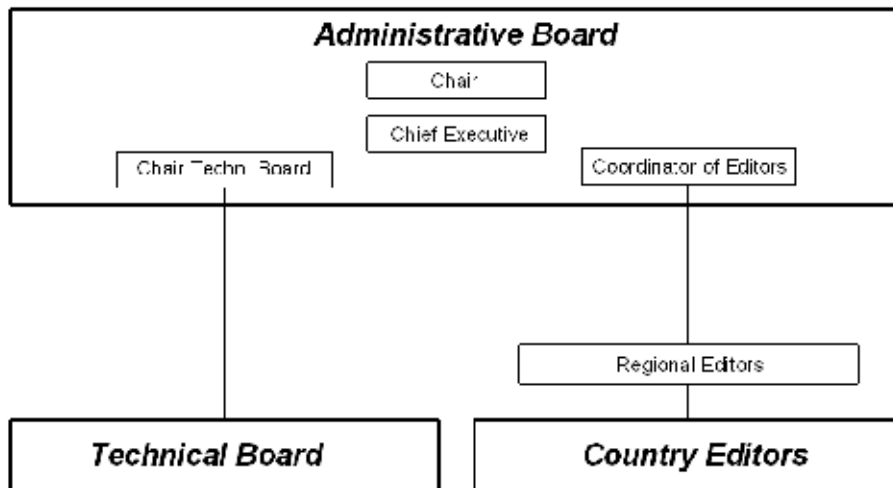 Administrative Board
Chair
Chief Executive
Chair Techn. Board
Coordinator of Editors
Regional Editors
Technical Board
Country Editors